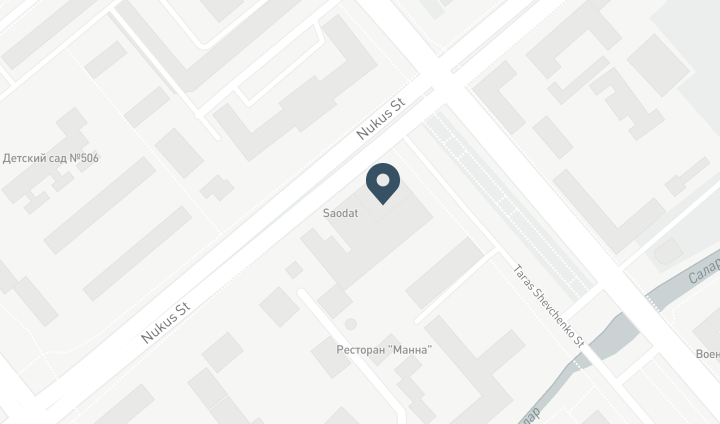 Nukus St
Детский сад №506
Saodat
Taras Shevchenko St
Салар
Nukus St
Ресторан "Манна"
Воен
лар